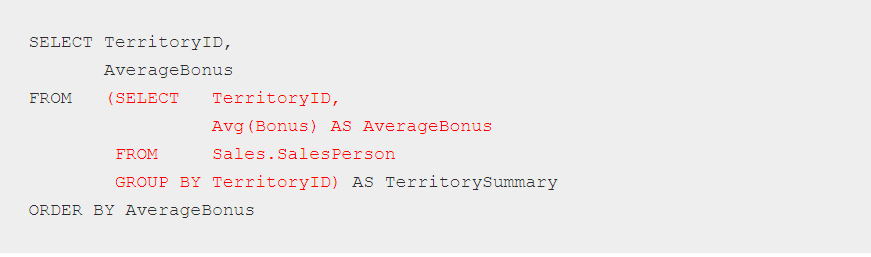 SELECT TerritoryID,
       AverageBonus
FROM   (SELECT   TerritoryID,
                 Avg(Bonus) AS AverageBonus
        FROM     Sales.SalesPerson
        GROUP BY TerritoryID) AS TerritorySummary
ORDER BY AverageBonus